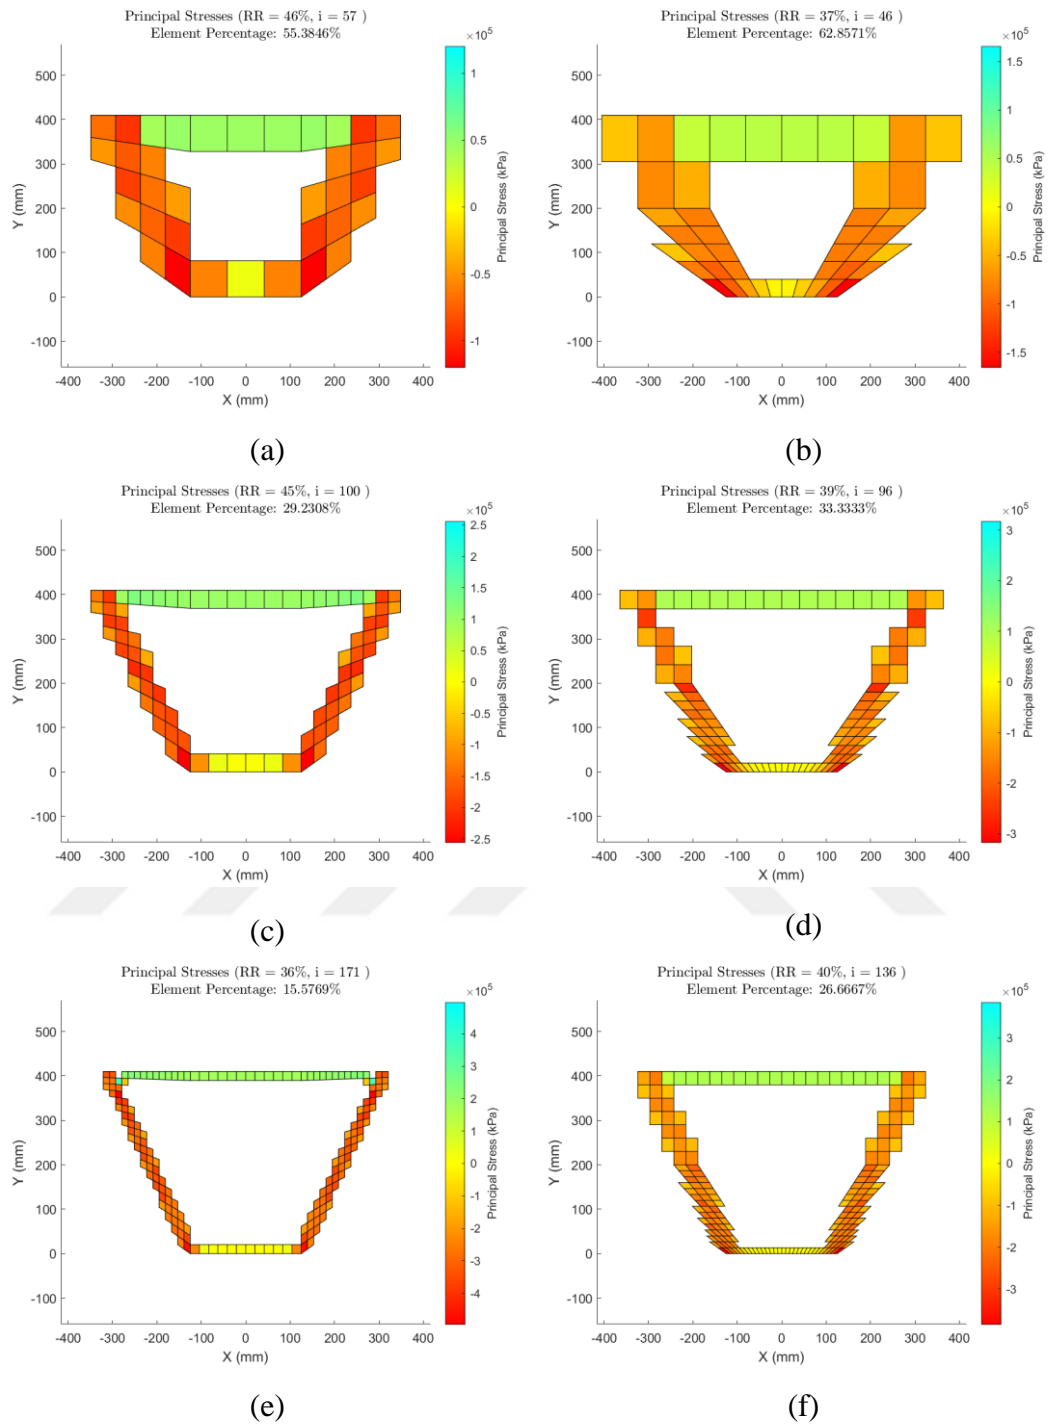 Principal Stresses (RR = 46%, i = 57 )
Element Percentage: 55.3846%
×10⁵
1
0.5
0
-0.5
-1
Principal Stress (kPa)
500
400
300
200
100
0
-100
Y (mm)
-400 -300 -200 -100 0 100 200 300 400
X (mm)
(a)
Principal Stresses (RR = 37%, i = 46 )
Element Percentage: 62.8571%
×10⁵
1.5
1
0.5
0
-0.5
-1
-1.5
Principal Stress (kPa)
500
400
300
200
100
0
-100
Y (mm)
-400 -300 -200 -100 0 100 200 300 400
X (mm)
(b)
Principal Stresses (RR = 45%, i = 100 )
Element Percentage: 29.2308%
×10⁵
2.5
2
1.5
1
0.5
0
-0.5
-1
-1.5
-2
-2.5
Principal Stress (kPa)
500
400
300
200
100
0
-100
Y (mm)
-400 -300 -200 -100 0 100 200 300 400
X (mm)
(c)
Principal Stresses (RR = 39%, i = 96 )
Element Percentage: 33.3333%
×10⁵
3
2
1
0
-1
-2
-3
Principal Stress (kPa)
500
400
300
200
100
0
-100
Y (mm)
-400 -300 -200 -100 0 100 200 300 400
X (mm)
(d)
Principal Stresses (RR = 36%, i = 171 )
Element Percentage: 15.5769%
×10⁵
4
3
2
1
0
-1
-2
-3
-4
Principal Stress (kPa)
500
400
300
200
100
0
-100
Y (mm)
-400 -300 -200 -100 0 100 200 300 400
X (mm)
(e)
Principal Stresses (RR = 40%, i = 136 )
Element Percentage: 26.6667%
×10⁵
3
2
1
0
-1
-2
-3
Principal Stress (kPa)
500
400
300
200
100
0
-100
Y (mm)
-400 -300 -200 -100 0 100 200 300 400
X (mm)
(f)